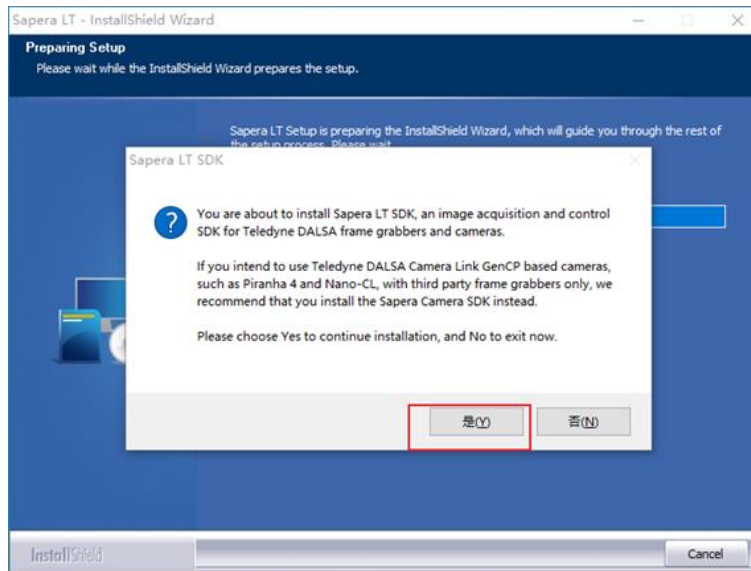 Sapera LT - InstallShield Wizard
Preparing Setup
Please wait while the InstallShield Wizard prepares the setup.
Sapera LT Setup is preparing the InstallShield Wizard, which will guide you through the rest of
the setup process. Please wait.
Sapera LT SDK
You are about to install Sapera LT SDK, an image acquisition and control
SDK for Teledyne DALSA frame grabbers and cameras.
If you intend to use Teledyne DALSA Camera Link GenCP based cameras,
such as Piranha 4 and Nano-CL, with third party frame grabbers only, we
recommend that you install the Sapera Camera SDK instead.
Please choose Yes to continue installation, and No to exit now.
是(Y)
否(N)
InstallShield
Cancel